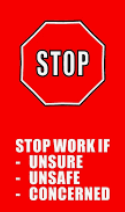 STOP
STOP WORK IF
- UNSURE
- UNSAFE
- CONCERNED